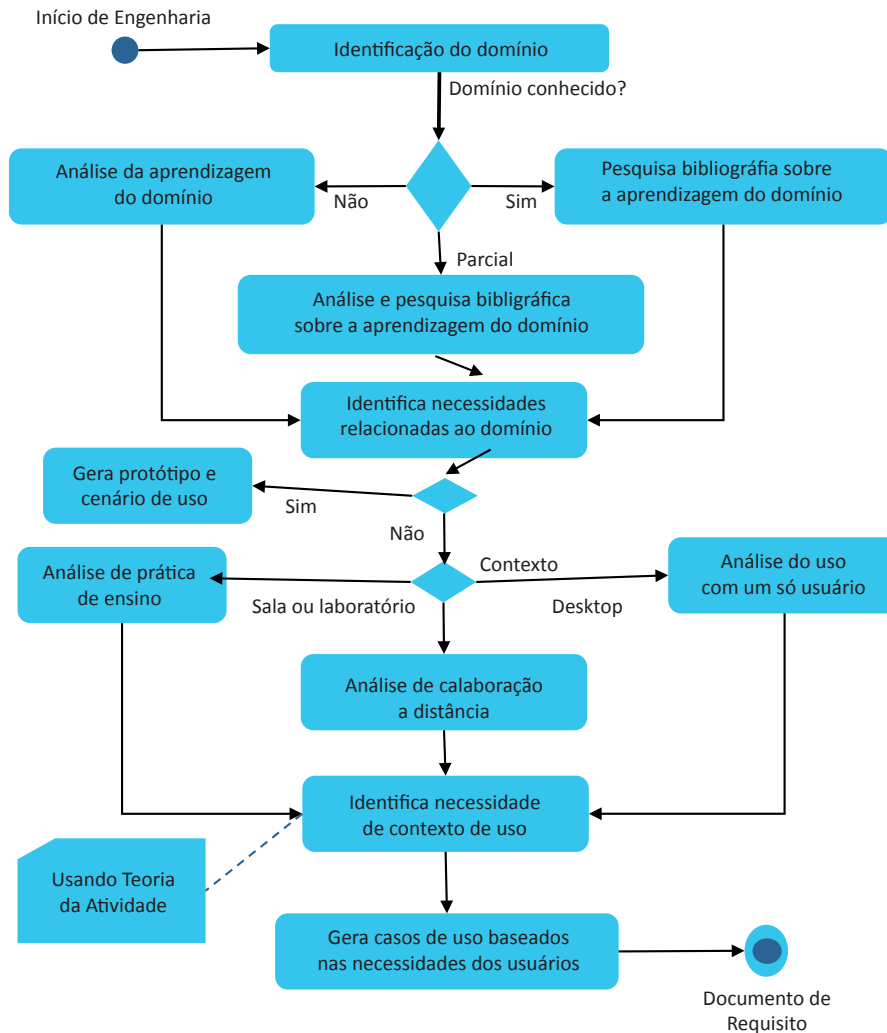 Início de Engenharia
Identificação do domínio
Domínio conhecido?
Análise da aprendizagem
do domínio
Não
Sim
Pesquisa bibliográfia sobre
a aprendizagem do domínio
Parcial
Análise e pesquisa bibligráfica
sobre a aprendizagem do domínio
Identifica necessidades
relacionadas ao domínio
Gera protótipo e
cenário de uso
Sim
Não
Análise de prática
de ensino
Sala ou laboratório
Contexto
Desktop
Análise do uso
com um só usuário
Análise de calaboração
a distância
Identifica necessidade
de contexto de uso
Usando Teoria
da Atividade
Gera casos de uso baseados
nas necessidades dos usuários
Documento de
Requisito